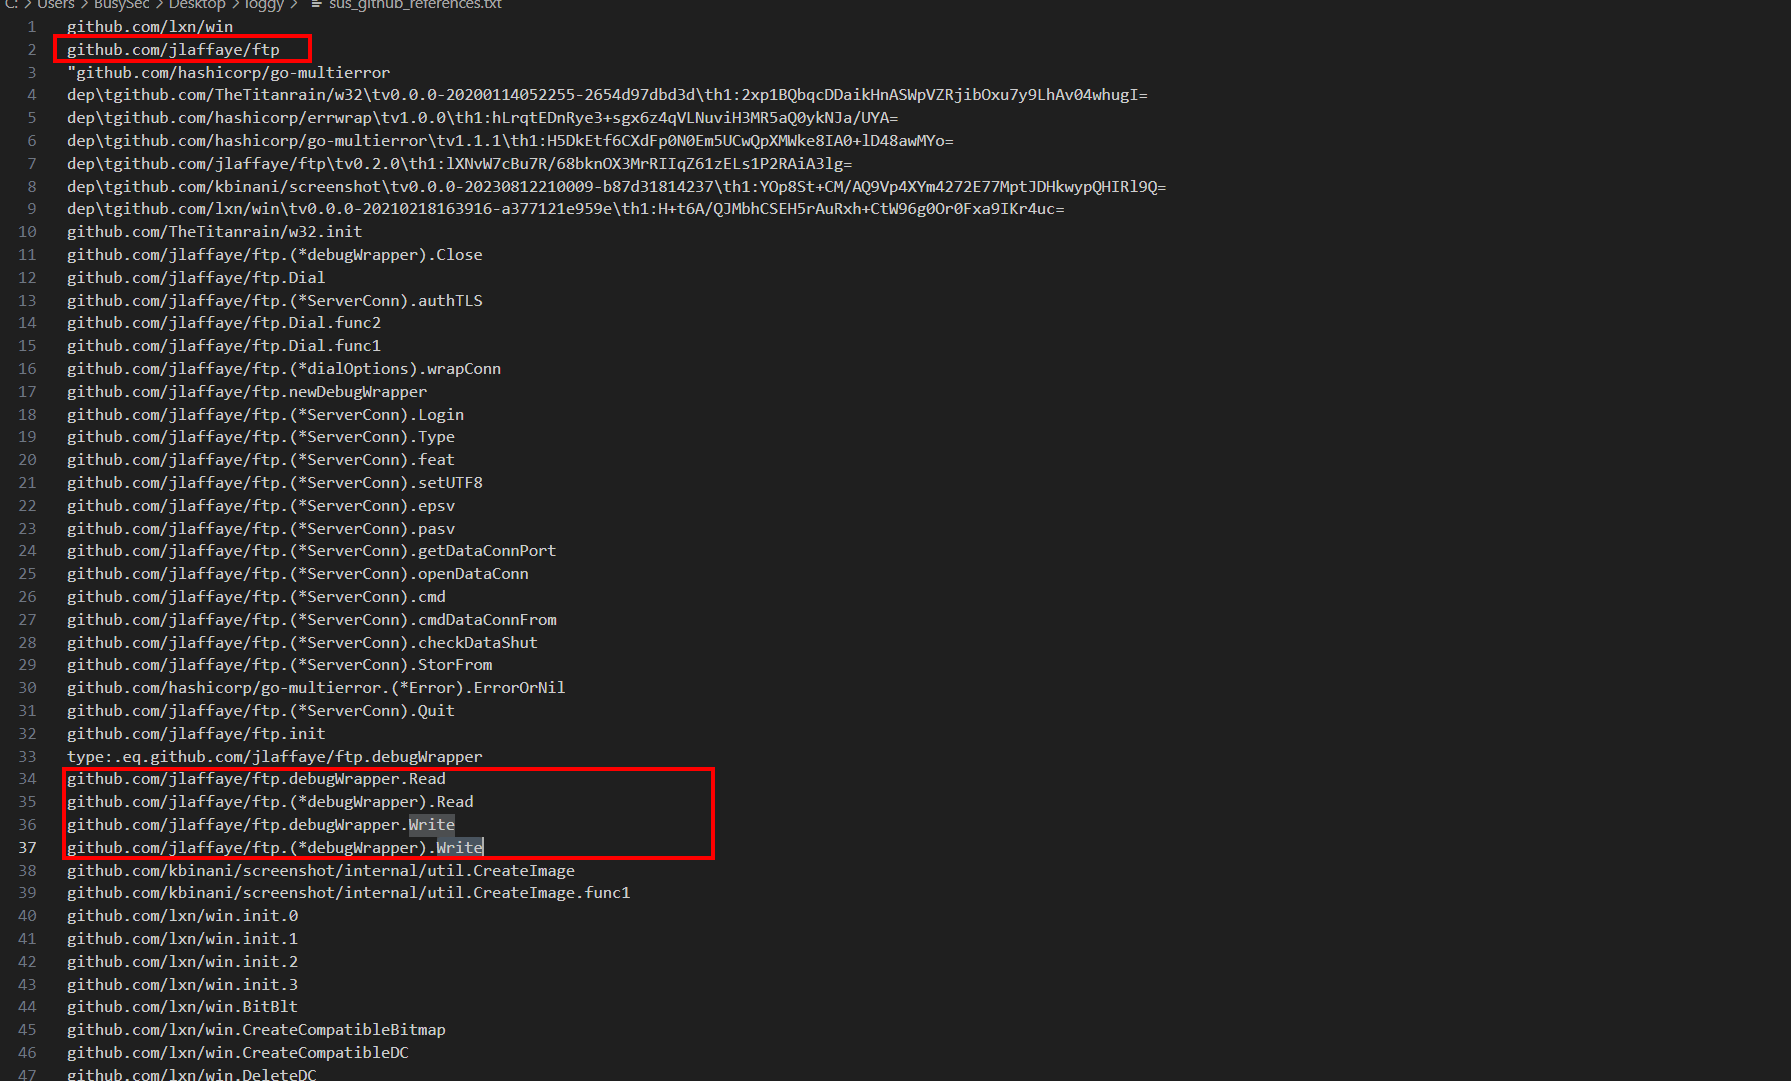 C: > Users > BusySec > Desktop > loggy > sus_github_references.txt
1 github.com/lxn/win
2 github.com/jlaffaye/ftp
3 "github.com/hashicorp/go-multierror
4 dep\tgithub.com/TheTitanrain/w32\tv0.0.0-20200114052255-2654d97dbd3d\th1:2xp1BQbqcDDaikHnASWpVZRjibOxu7y9LhAv04whugI=
5 dep\tgithub.com/hashicorp/errwrap\tv1.0.0\th1:hLrqtEDnRye3+sgx6z4qVLNuviH3MR5aQ0ykNJa/UYA=
6 dep\tgithub.com/hashicorp/go-multierror\tv1.1.1\th1:H5DkEtf6CXdFp0N0Em5UCwQpXMWke8IA0+lD48awMYo=
7 dep\tgithub.com/jlaffaye/ftp\tv0.2.0\th1:lXNvW7cBu7R/68bknOX3MrRIIqZ61zELs1P2RAiA3lg=
8 dep\tgithub.com/kbinani/screenshot\tv0.0.0-20230812210009-b87d31814237\th1:YOp8St+CM/AQ9Vp4XYm4272E77MptJDHkwypQHIRl9Q=
9 dep\tgithub.com/lxn/win\tv0.0.0-20210218163916-a377121e959e\th1:H+t6A/QJMbhCSEH5rAuRxh+CtW96g0Or0Fxa9IKr4uc=
10 github.com/TheTitanrain/w32.init
11 github.com/jlaffaye/ftp.(*debugWrapper).Close
12 github.com/jlaffaye/ftp.Dial
13 github.com/jlaffaye/ftp.(*ServerConn).authTLS
14 github.com/jlaffaye/ftp.Dial.func2
15 github.com/jlaffaye/ftp.Dial.func1
16 github.com/jlaffaye/ftp.(*dialOptions).wrapConn
17 github.com/jlaffaye/ftp.newDebugWrapper
18 github.com/jlaffaye/ftp.(*ServerConn).Login
19 github.com/jlaffaye/ftp.(*ServerConn).Type
20 github.com/jlaffaye/ftp.(*ServerConn).feat
21 github.com/jlaffaye/ftp.(*ServerConn).setUTF8
22 github.com/jlaffaye/ftp.(*ServerConn).epsv
23 github.com/jlaffaye/ftp.(*ServerConn).pasv
24 github.com/jlaffaye/ftp.(*ServerConn).getDataConnPort
25 github.com/jlaffaye/ftp.(*ServerConn).openDataConn
26 github.com/jlaffaye/ftp.(*ServerConn).cmd
27 github.com/jlaffaye/ftp.(*ServerConn).cmdDataConnFrom
28 github.com/jlaffaye/ftp.(*ServerConn).checkDataShut
29 github.com/jlaffaye/ftp.(*ServerConn).StorFrom
30 github.com/hashicorp/go-multierror.(*Error).ErrorOrNil
31 github.com/jlaffaye/ftp.(*ServerConn).Quit
32 github.com/jlaffaye/ftp.init
33 type:.eq.github.com/jlaffaye/ftp.debugWrapper
34 github.com/jlaffaye/ftp.debugWrapper.Read
35 github.com/jlaffaye/ftp.(*debugWrapper).Read
36 github.com/jlaffaye/ftp.debugWrapper.Write
37 github.com/jlaffaye/ftp.(*debugWrapper).Write
38 github.com/kbinani/screenshot/internal/util.CreateImage
39 github.com/kbinani/screenshot/internal/util.CreateImage.func1
40 github.com/lxn/win.init.0
41 github.com/lxn/win.init.1
42 github.com/lxn/win.init.2
43 github.com/lxn/win.init.3
44 github.com/lxn/win.BitBlt
45 github.com/lxn/win.CreateCompatibleBitmap
46 github.com/lxn/win.CreateCompatibleDC
47 github.com/lxn/win.DeleteDC